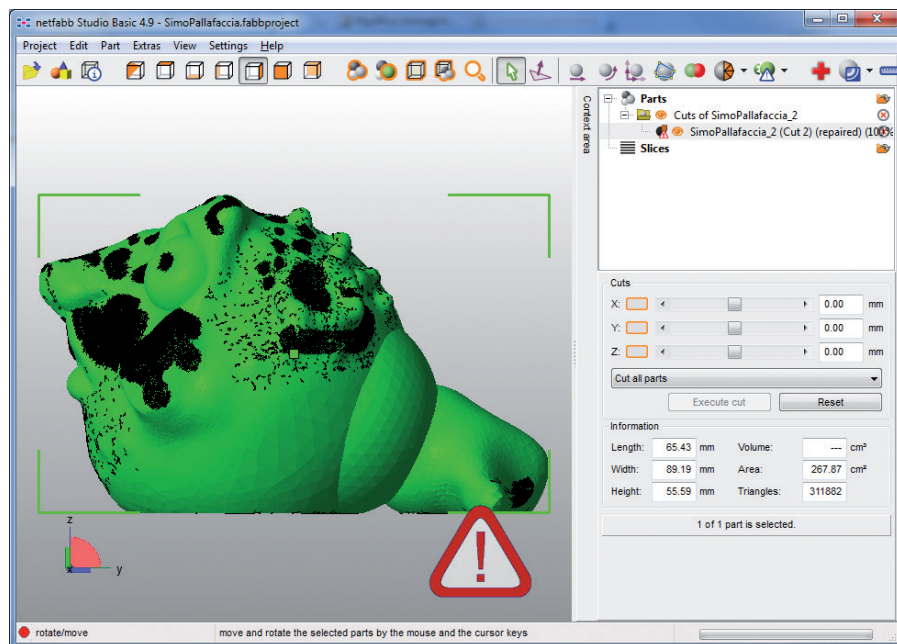 netfabb Studio Basic 4.9 - SimoPallafaccia.fabbproject
Project Edit Part Extras View Settings Help
Context area
Parts
Cuts of SimoPallafaccia_2
SimoPallafaccia_2 (Cut 2) (repaired) (100%
Slices
Cuts
X: 0.00 mm
Y: 0.00 mm
Z: 0.00 mm
Cut all parts
Execute cut Reset
Information
Length: 65.43 mm Volume: --- cm³
Width: 89.19 mm Area: 267.87 cm²
Height: 55.59 mm Triangles: 311882
1 of 1 part is selected.
z
x y
!
rotate/move move and rotate the selected parts by the mouse and the cursor keys